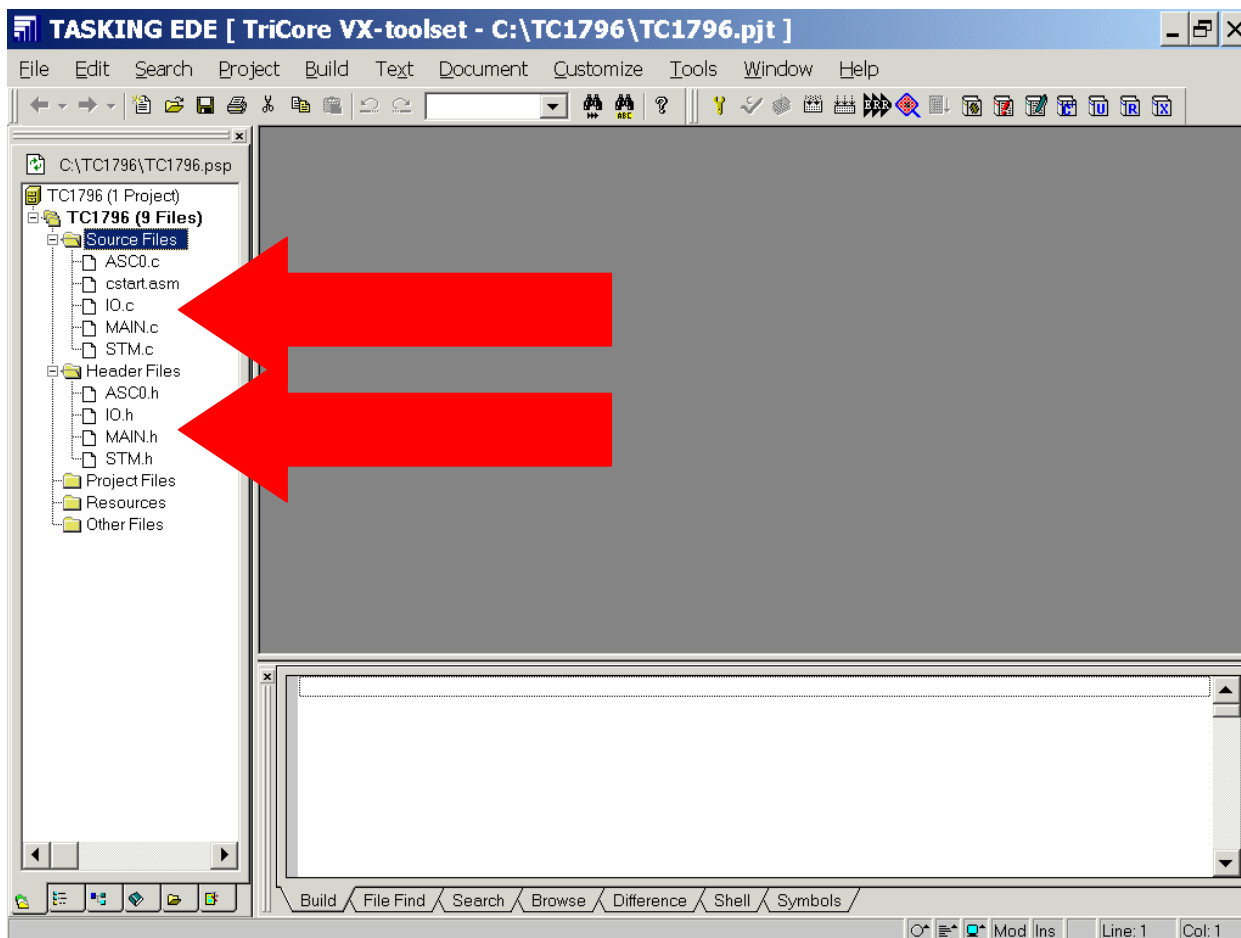 TASKING EDE [ TriCore VX-toolset - C:\TC1796\TC1796.pjt ]
File Edit Search Project Build Text Document Customize Tools Window Help
C:\TC1796\TC1796.psp
TC1796 (1 Project)
TC1796 (9 Files)
Source Files
ASC0.c
cstart.asm
IO.c
MAIN.c
STM.c
Header Files
ASC0.h
IO.h
MAIN.h
STM.h
Project Files
Resources
Other Files
Build File Find Search Browse Difference Shell Symbols
Mod Ins Line: 1 Col: 1